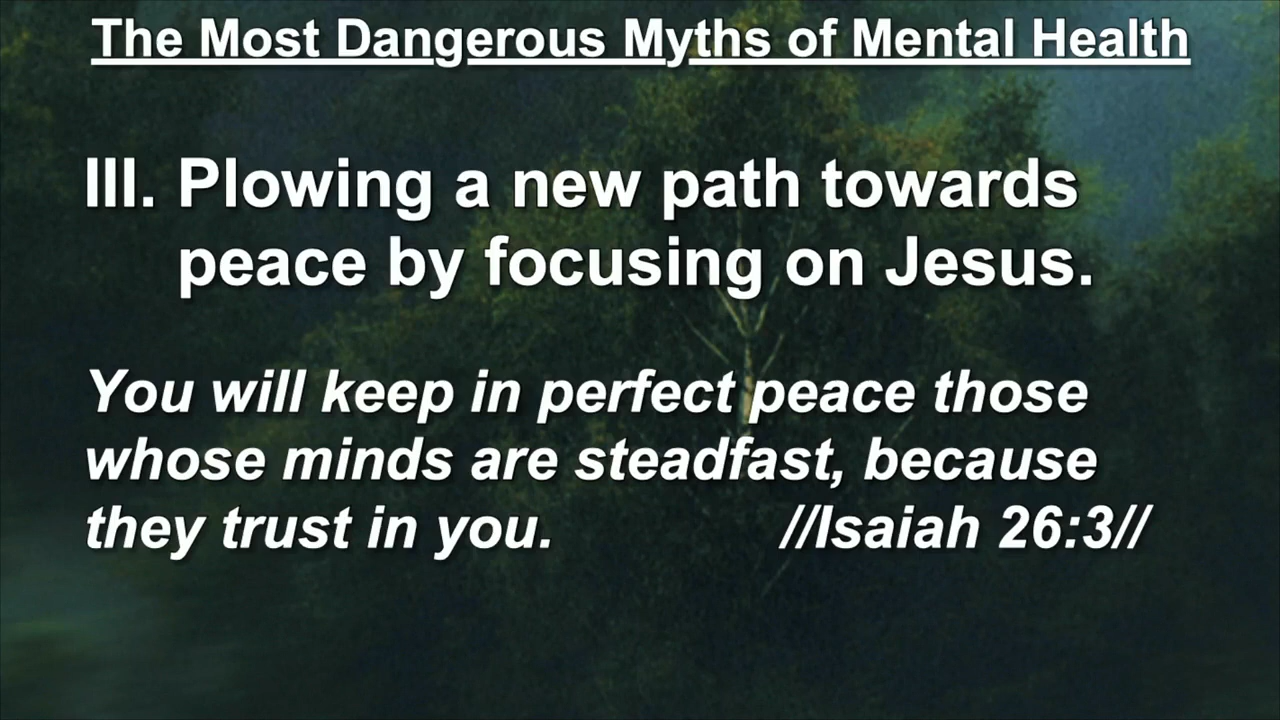 The Most Dangerous Myths of Mental Health
III. Plowing a new path towards
peace by focusing on Jesus.
You will keep in perfect peace those
whose minds are steadfast, because
they trust in you. //Isaiah 26:3//